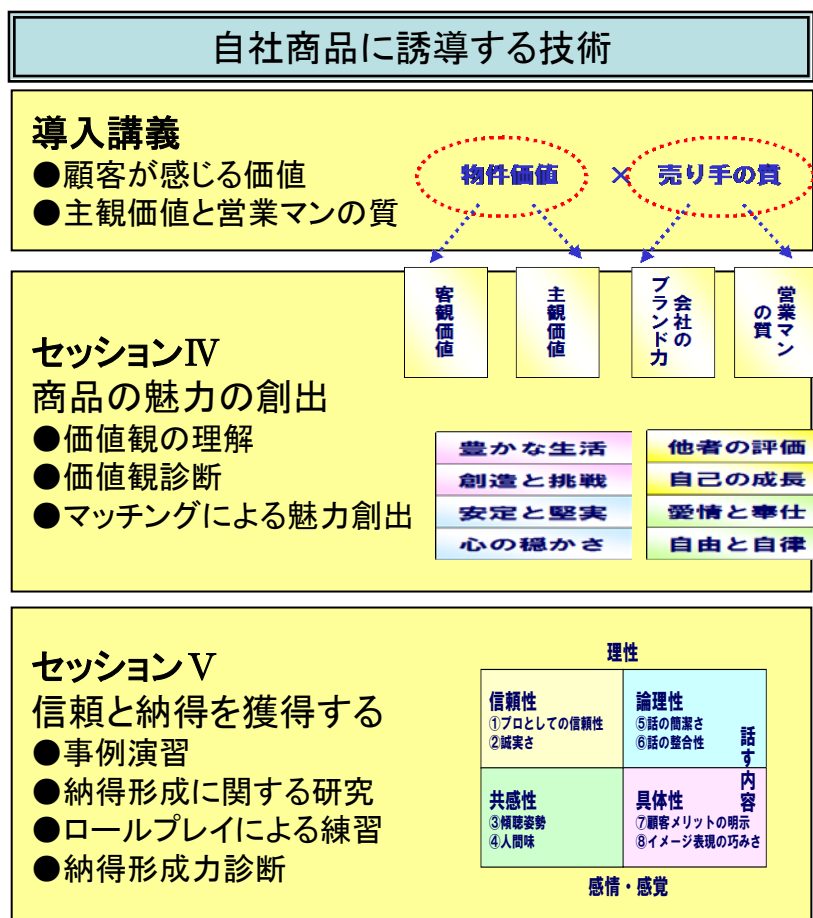 自社商品に誘導する技術
導入講義
●顧客が感じる価値
●主観価値と営業マンの質
物件価値 × 売り手の質
客観価値
主観価値
会社の
ブランド力
営業マン
の質
セッションⅣ
商品の魅力の創出
●価値観の理解
●価値観診断
●マッチングによる魅力創出
豊かな生活
創造と挑戦
安定と堅実
心の穏かさ
他者の評価
自己の成長
愛情と奉仕
自由と自律
セッションⅤ
信頼と納得を獲得する
●事例演習
●納得形成に関する研究
●ロールプレイによる練習
●納得形成力診断
理性
信頼性
①プロとしての信頼性
②誠実さ
論理性
⑤話の簡潔さ
⑥話の整合性
話す内容
共感性
③傾聴姿勢
④人間味
具体性
⑦顧客メリットの明示
⑧イメージ表現の巧みさ
感情・感覚